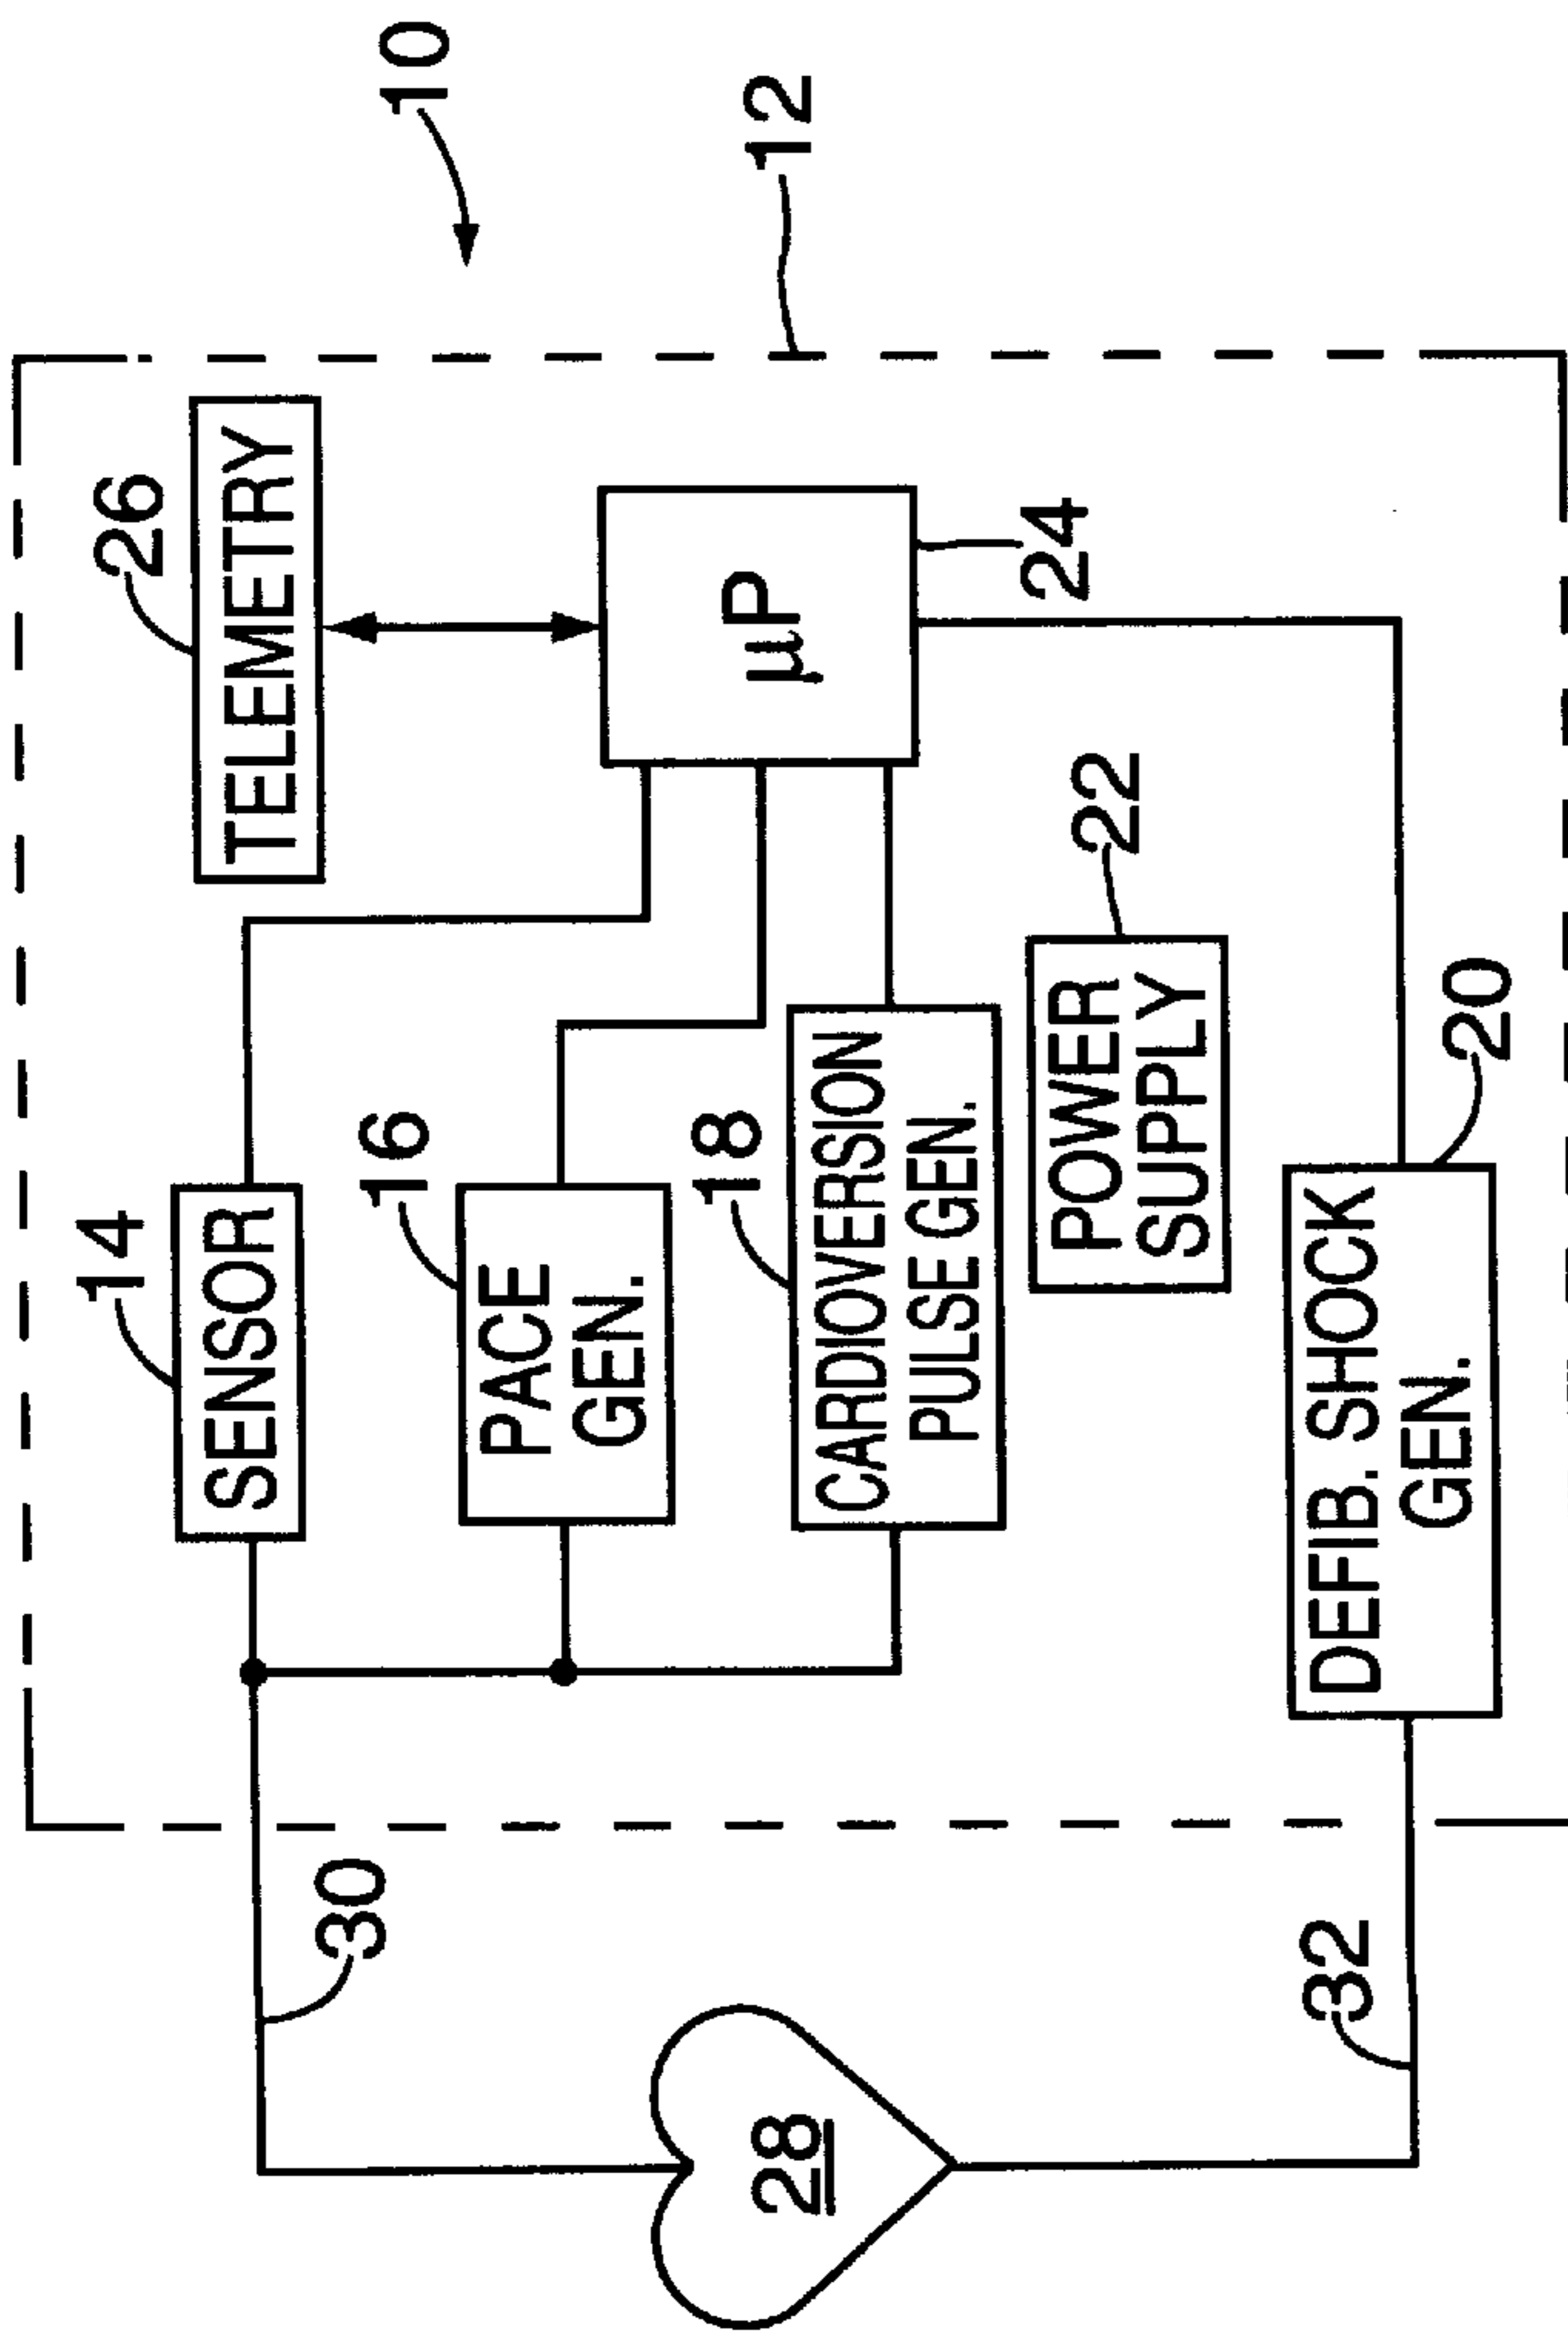 10
12
26
TELEMETRY
14
SENSOR
16
PACE
GEN.
µP
24
18
CARDIOVERSION
PULSE GEN.
22
POWER
SUPPLY
20
DEFIB. SHOCK
GEN.
30
28
32